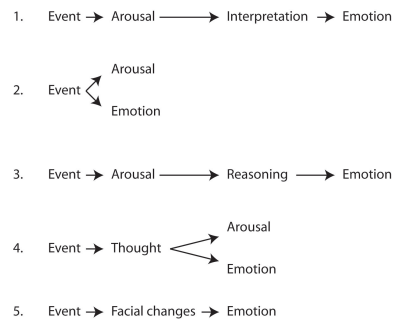 1. Event Arousal Interpretation Emotion
Arousal
2. Event
Emotion
3. Event Arousal Reasoning Emotion
Arousal
4. Event Thought
Emotion
5. Event Facial changes Emotion